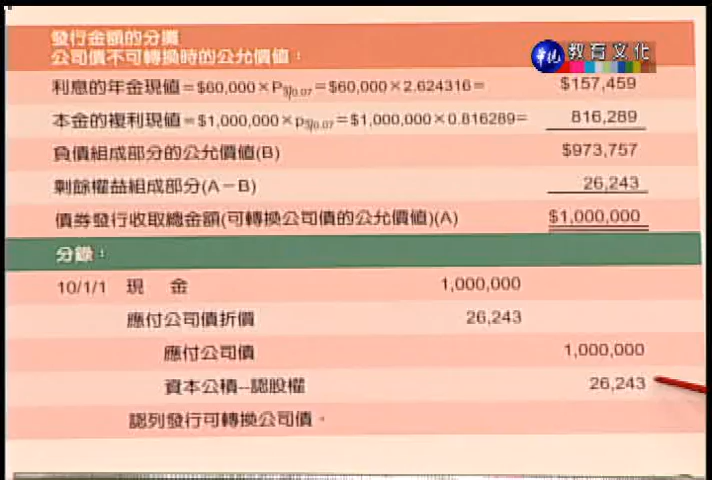 發行金額的分攤
公司債不可轉換時的公允價值：
華視 教育文化
利息的年金現值＝$60,000×P3|0.07＝$60,000×2.624316＝ $157,459
本金的複利現值＝$1,000,000×p3|0.07＝$1,000,000×0.816289＝ 816,289
負債組成部分的公允價值(B) $973,757
剩餘權益組成部分(A－B) 26,243
債券發行收取總金額(可轉換公司債的公允價值)(A) $1,000,000
分錄：
10/1/1 現 金 1,000,000
應付公司債折價 26,243
應付公司債 1,000,000
資本公積--認股權 26,243
認列發行可轉換公司債。